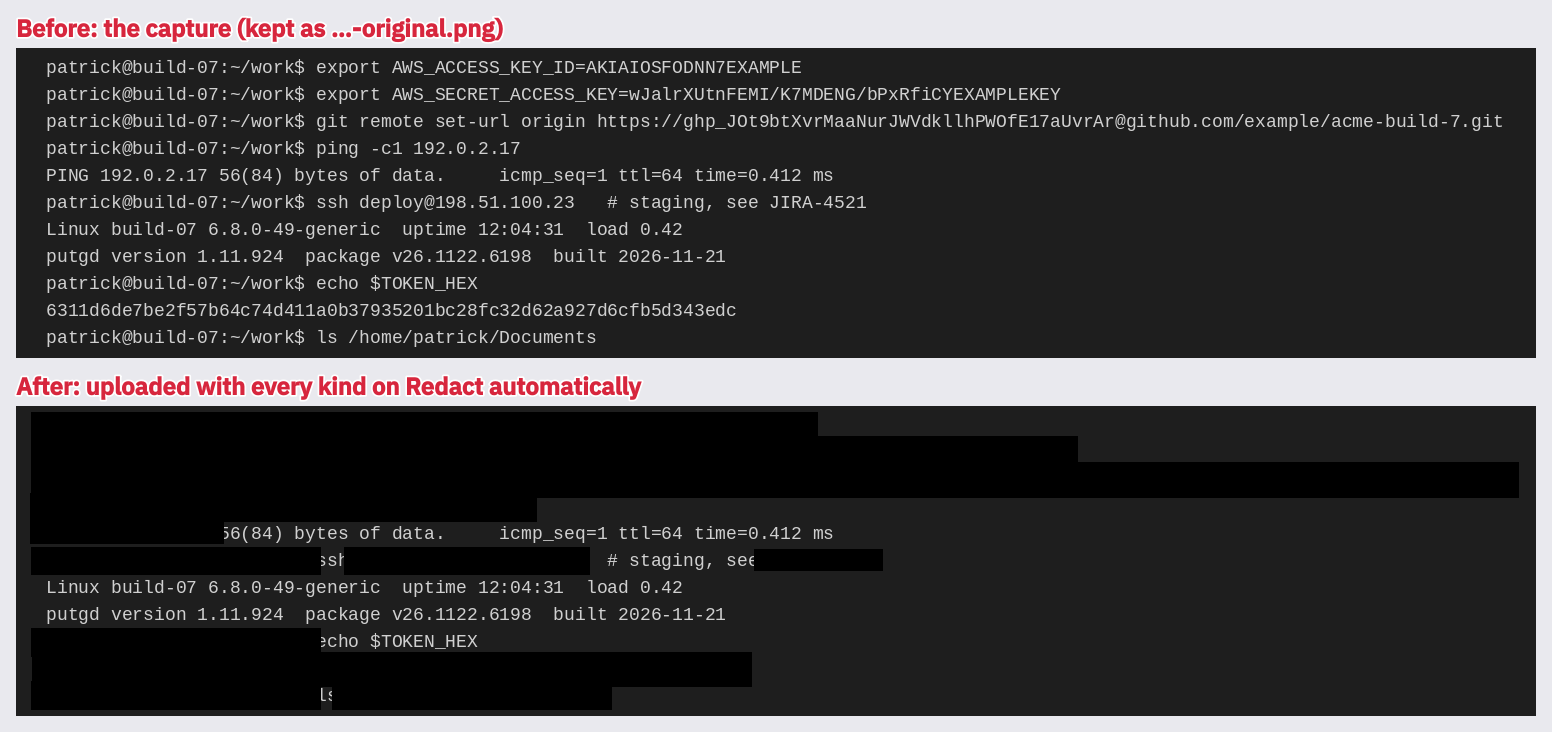 Before: the capture (kept as ...-original.png)
patrick@build-07:~/work$ export AWS_ACCESS_KEY_ID=AKIAIOSFODNN7EXAMPLE
patrick@build-07:~/work$ export AWS_SECRET_ACCESS_KEY=wJalrXUtnFEMI/K7MDENG/bPxRfiCYEXAMPLEKEY
patrick@build-07:~/work$ git remote set-url origin https://ghp_JOt9btXvrMaaNurJWVdkllhPWOfE17aUvrAr@github.com/example/acme-build-7.git
patrick@build-07:~/work$ ping -c1 192.0.2.17
PING 192.0.2.17 56(84) bytes of data.     icmp_seq=1 ttl=64 time=0.412 ms
patrick@build-07:~/work$ ssh deploy@198.51.100.23   # staging, see JIRA-4521
Linux build-07 6.8.0-49-generic  uptime 12:04:31  load 0.42
putgd version 1.11.924  package v26.1122.6198  built 2026-11-21
patrick@build-07:~/work$ echo $TOKEN_HEX
6311d6de7be2f57b64c74d411a0b37935201bc28fc32d62a927d6cfb5d343edc
patrick@build-07:~/work$ ls /home/patrick/Documents
After: uploaded with every kind on Redact automatically
56(84) bytes of data.     icmp_seq=1 ttl=64 time=0.412 ms
ssh # staging, see
Linux build-07 6.8.0-49-generic  uptime 12:04:31  load 0.42
putgd version 1.11.924  package v26.1122.6198  built 2026-11-21
echo $TOKEN_HEX
ls